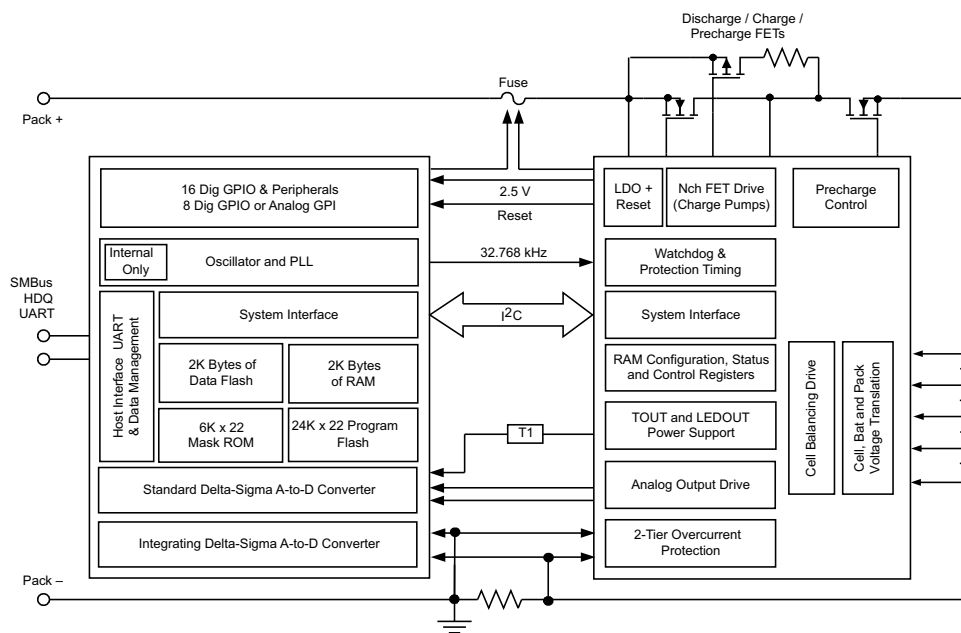 Discharge / Charge /
Precharge FETs
Fuse
Pack +
16 Dig GPIO & Peripherals
8 Dig GPIO or Analog GPI
2.5 V
Reset
LDO +
Reset
Nch FET Drive
(Charge Pumps)
Precharge
Control
Internal
Only
Oscillator and PLL
32.768 kHz
Watchdog &
Protection Timing
SMBus
HDQ
UART
Host Interface UART
& Data Management
System Interface
I2C
System Interface
2K Bytes of
Data Flash
2K Bytes
of RAM
RAM Configuration, Status
and Control Registers
6K x 22
Mask ROM
24K x 22 Program
Flash
T1
TOUT and LEDOUT
Power Support
Cell Balancing Drive
Cell, Bat and Pack
Voltage Translation
Standard Delta-Sigma A-to-D Converter
Analog Output Drive
Integrating Delta-Sigma A-to-D Converter
2-Tier Overcurrent
Protection
Pack –